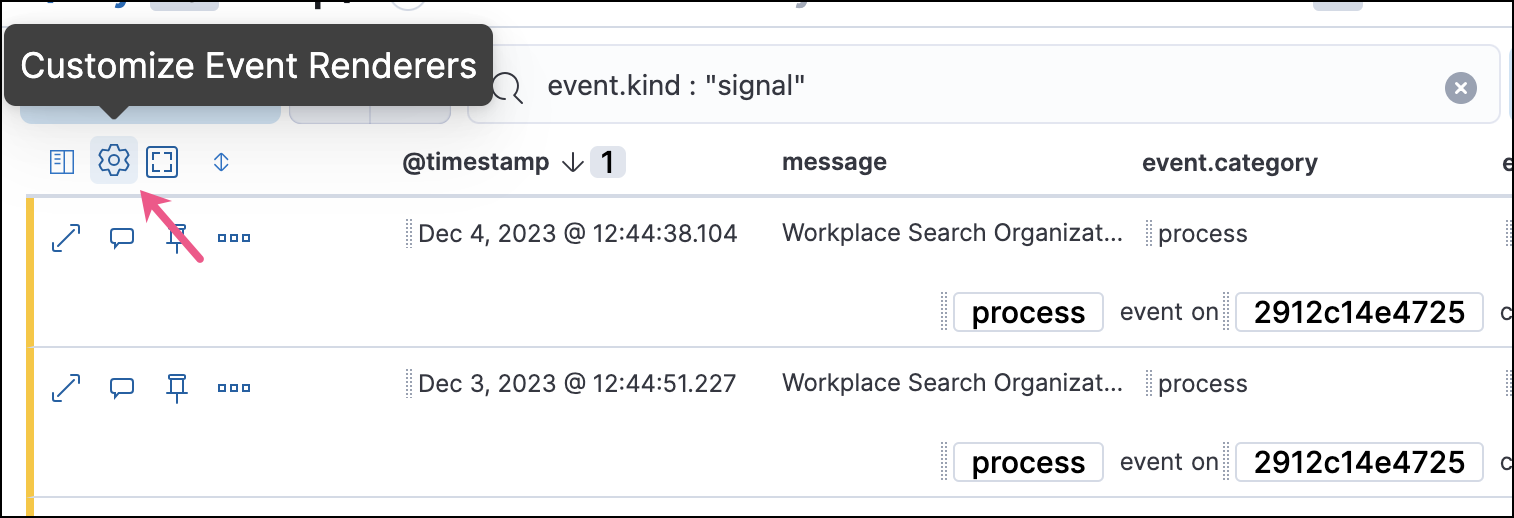 Customize Event Renderers
event.kind : "signal"
@timestamp 1 message event.category
Dec 4, 2023 @ 12:44:38.104 Workplace Search Organizat... process
process event on 2912c14e4725
Dec 3, 2023 @ 12:44:51.227 Workplace Search Organizat... process
process event on 2912c14e4725